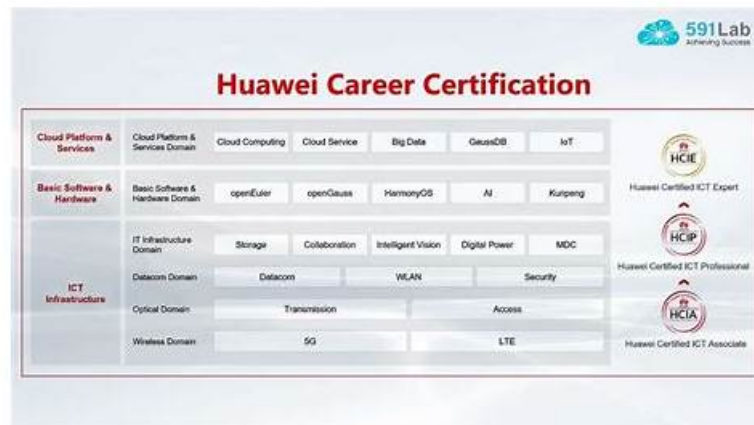 591Lab
Achieving Success
Huawei Career Certification
Cloud Platform & Services
Cloud Platform & Services Domain
Cloud Computing
Cloud Service
Big Data
GaussDB
IoT
Basic Software & Hardware
Basic Software & Hardware Domain
openEuler
openGauss
HarmonyOS
AI
Kunpeng
ICT Infrastructure
IT Infrastructure Domain
Storage
Collaboration
Intelligent Vision
Digital Power
MDC
Datacom Domain
Datacom
WLAN
Security
Optical Domain
Transmission
Access
Wireless Domain
5G
LTE
HCIE
Huawei Certified ICT Expert
HCIP
Huawei Certified ICT Professional
HCIA
Huawei Certified ICT Associate